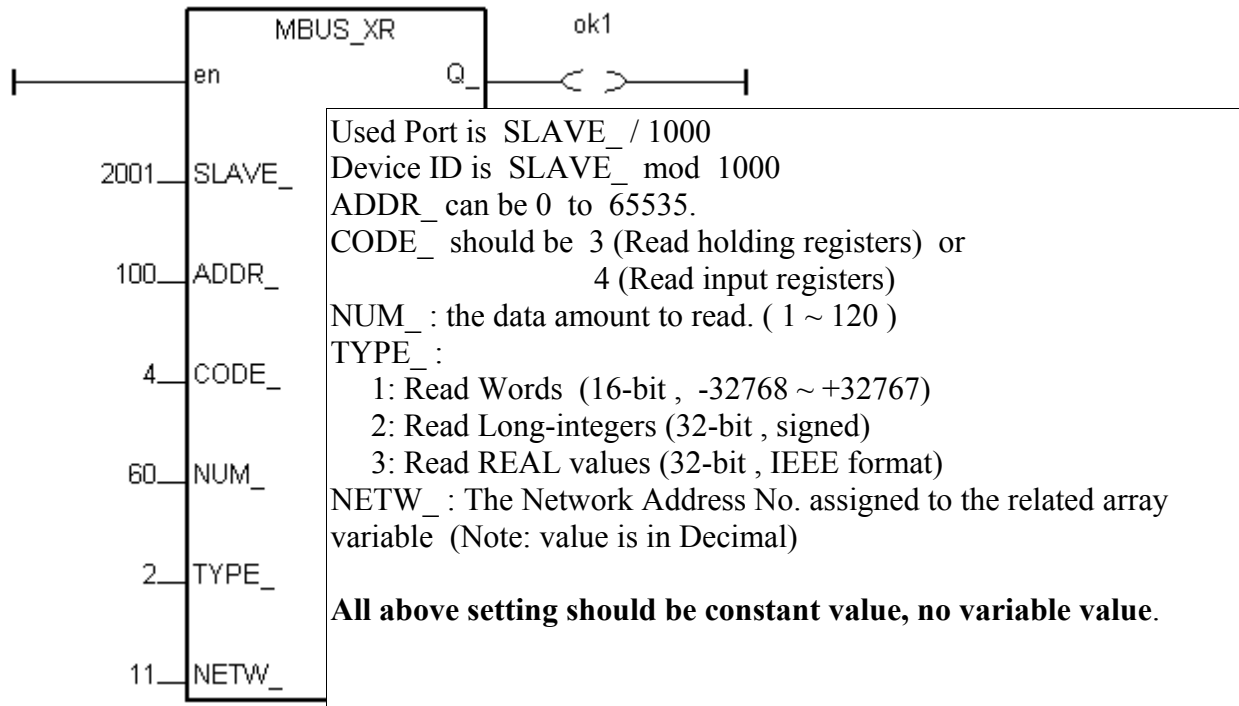 MBUS_XR
ok1
en
Q_
2001
SLAVE_
100
ADDR_
4
CODE_
60
NUM_
2
TYPE_
11
NETW_
Used Port is SLAVE_ / 1000
Device ID is SLAVE_ mod 1000
ADDR_ can be 0 to 65535.
CODE_ should be 3 (Read holding registers) or
4 (Read input registers)
NUM_ : the data amount to read. ( 1 ~ 120 )
TYPE_ :
1: Read Words (16-bit , -32768 ~ +32767)
2: Read Long-integers (32-bit , signed)
3: Read REAL values (32-bit , IEEE format)
NETW_ : The Network Address No. assigned to the related array
variable (Note: value is in Decimal)
All above setting should be constant value, no variable value.